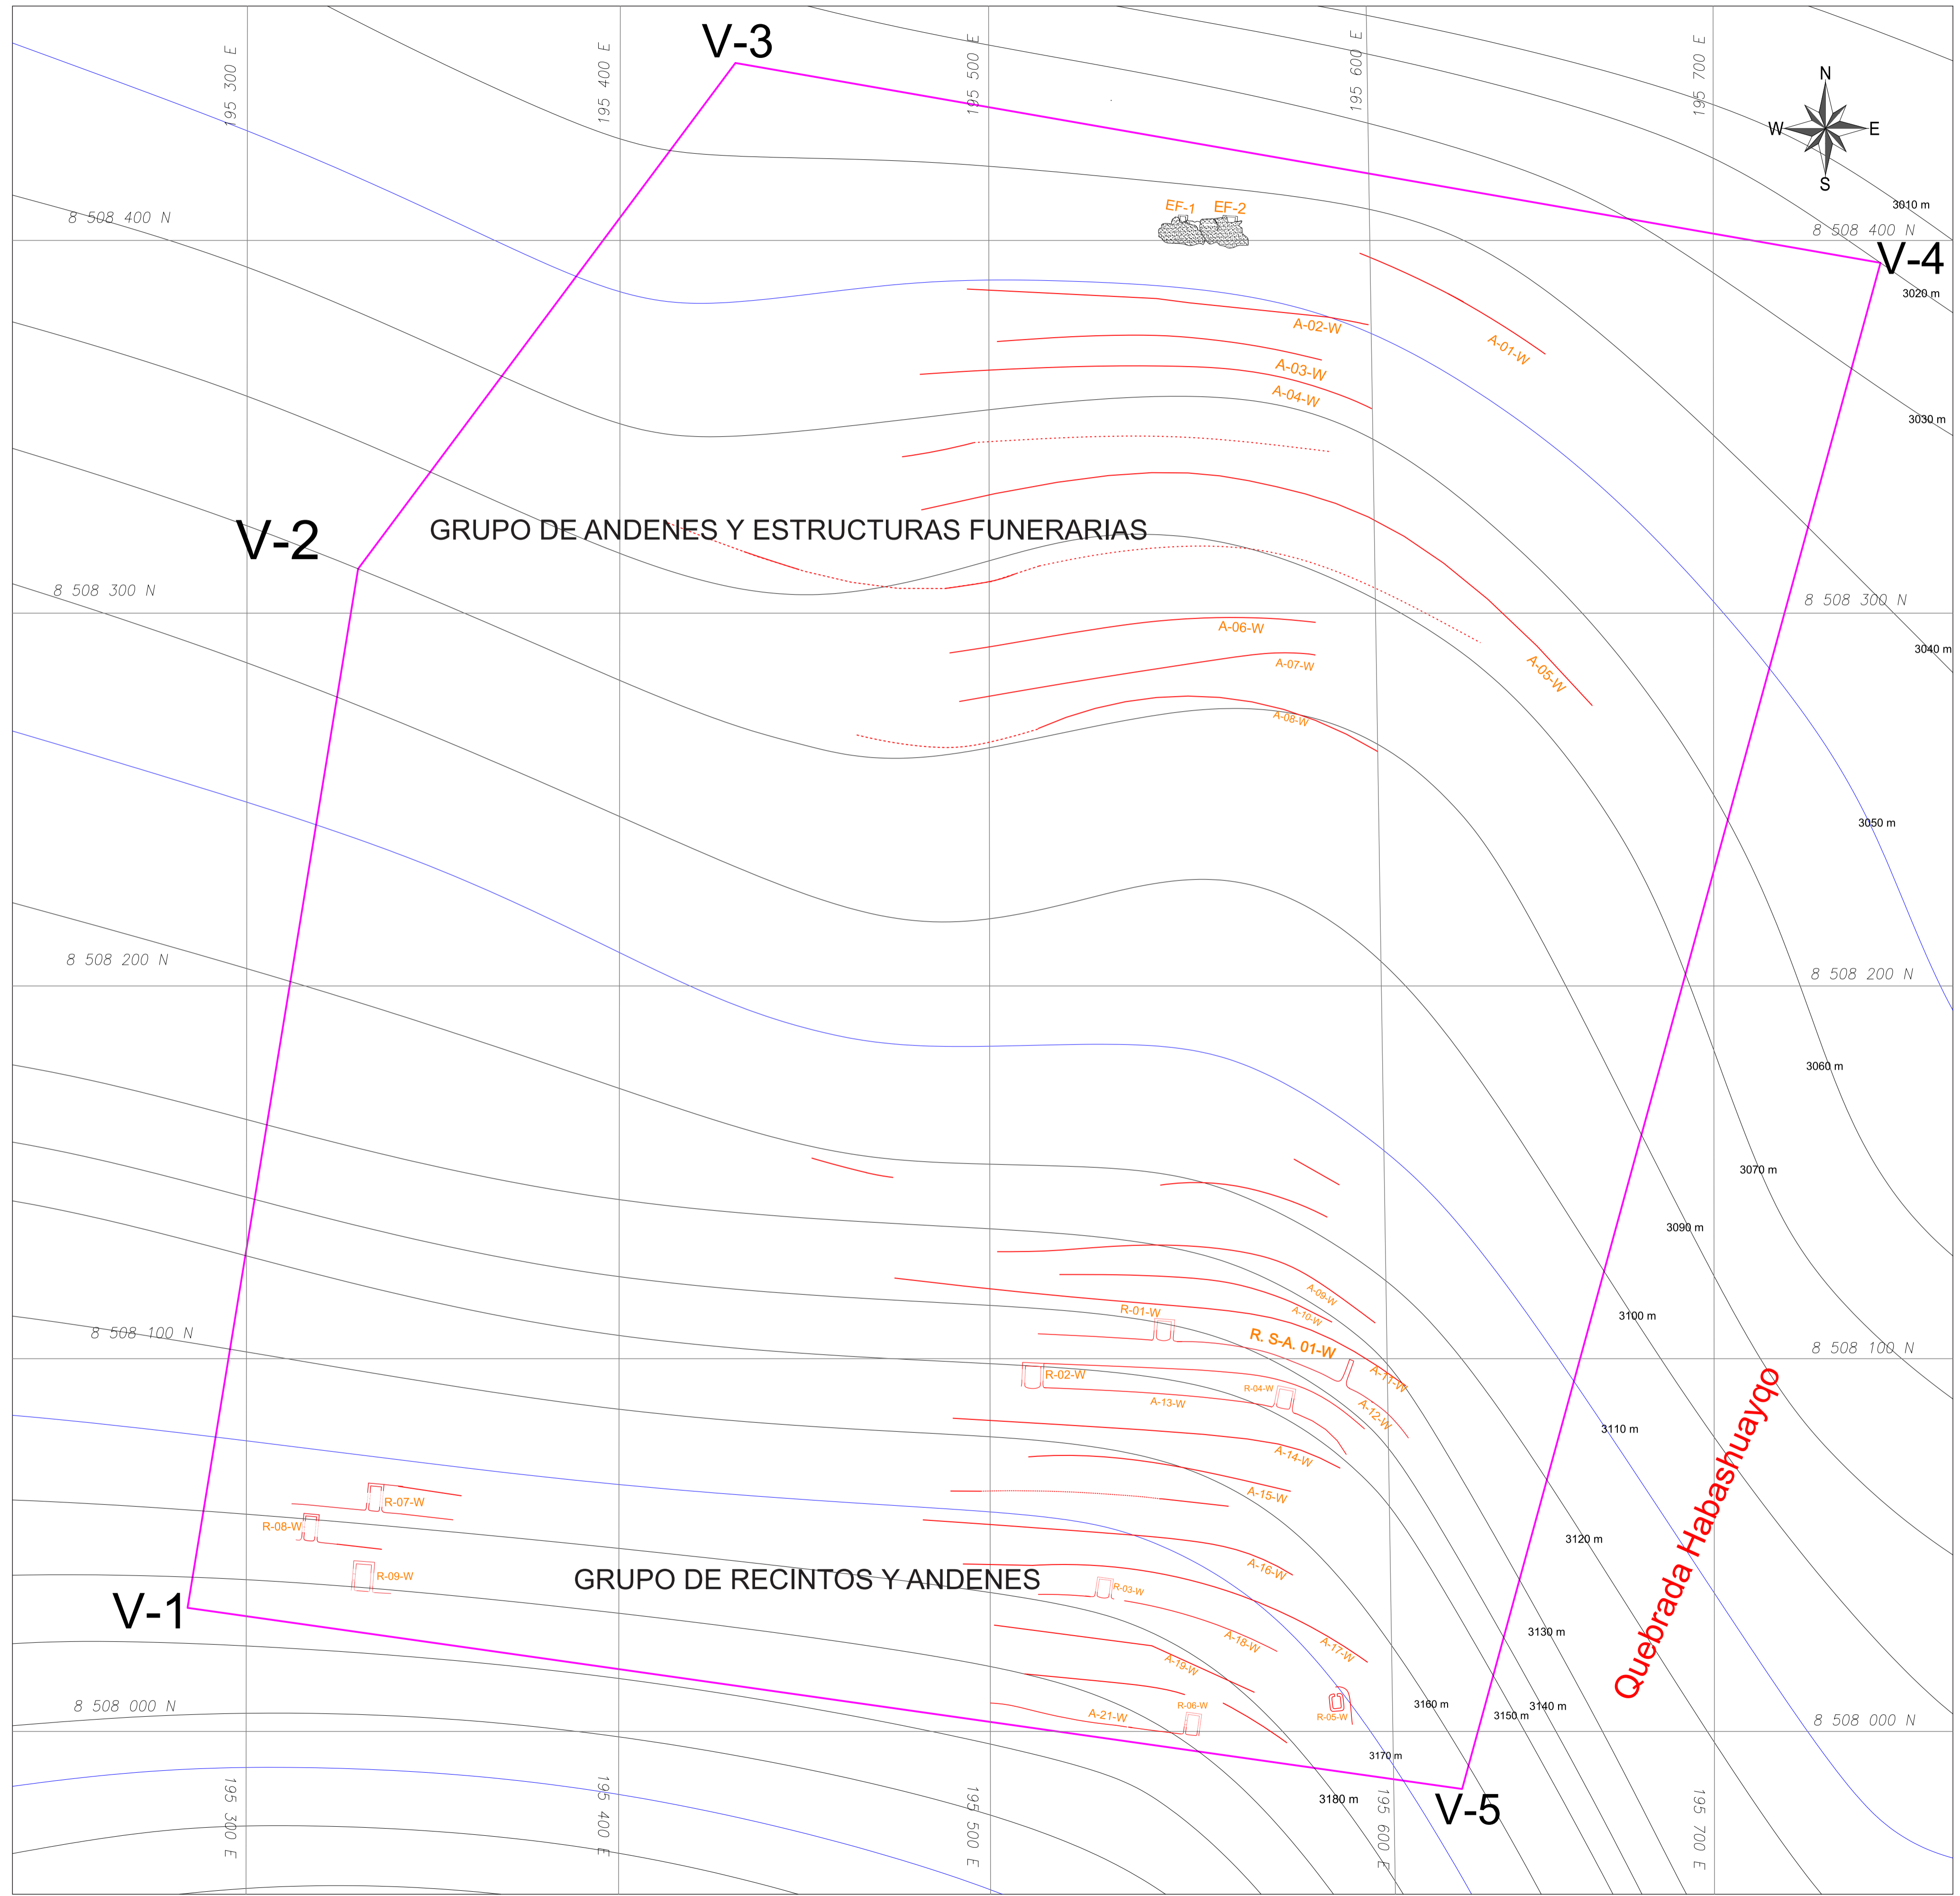 V-3
195 300 E
195 400 E
195 500 E
195 600 E
195 700 E
N
W
E
S
3010 m
EF-1
EF-2
8 508 400 N
8 508 400 N
V-4
3020 m
A-02-W
A-01-W
A-03-W
A-04-W
3030 m
V-2
GRUPO DE ANDENES Y ESTRUCTURAS FUNERARIAS
8 508 300 N
8 508 300 N
A-06-W
3040 m
A-07-W
A-05-W
A-08-W
3050 m
8 508 200 N
8 508 200 N
3060 m
3070 m
3090 m
A-09-W
R-01-W
A-10-W
3100 m
8 508 100 N
R. S-A. 01-W
8 508 100 N
R-02-W
A-11-W
R-04-W
A-13-W
A-12-W
3110 m
A-14-W
Quebrada Habashuayqo
A-15-W
R-07-W
R-08-W
3120 m
A-16-W
R-09-W
GRUPO DE RECINTOS Y ANDENES
R-03-W
V-1
3130 m
A-18-W
A-17-W
A-19-W
8 508 000 N
R-06-W
3160 m
3140 m
A-21-W
R-05-W
3150 m
8 508 000 N
3170 m
3180 m
V-5
195 300 E
195 400 E
195 500 E
195 600 E
195 700 E